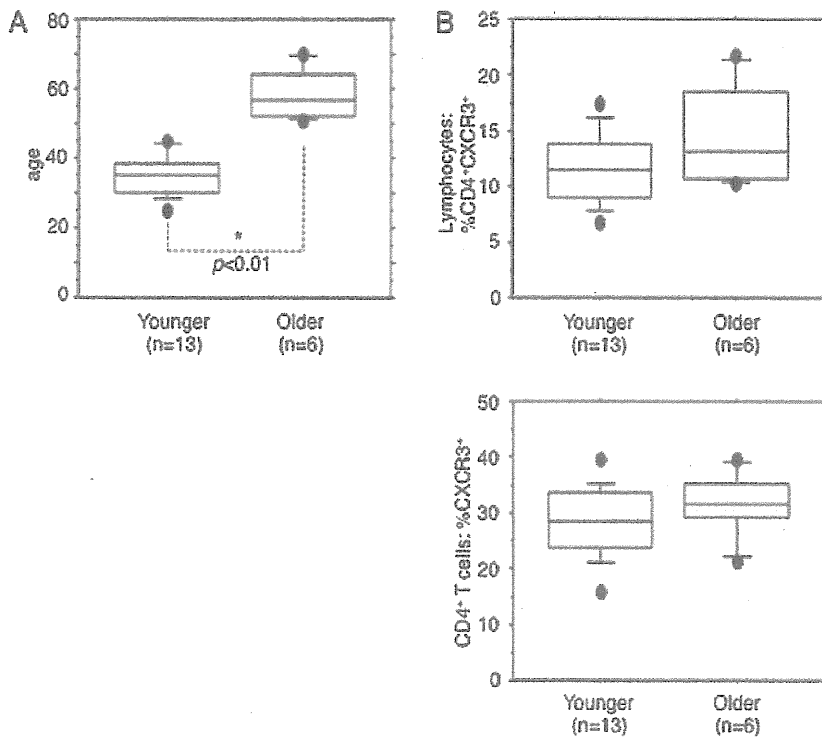 A
80
60
40
20
0
age
*
p<0.01
Younger
(n=13)
Older
(n=6)
B
25
20
15
10
5
0
Lymphocytes:
%CD4⁺CXCR3⁺
Younger
(n=13)
Older
(n=6)
50
40
30
20
10
0
CD4⁺ T cells: %CXCR3⁺
Younger
(n=13)
Older
(n=6)